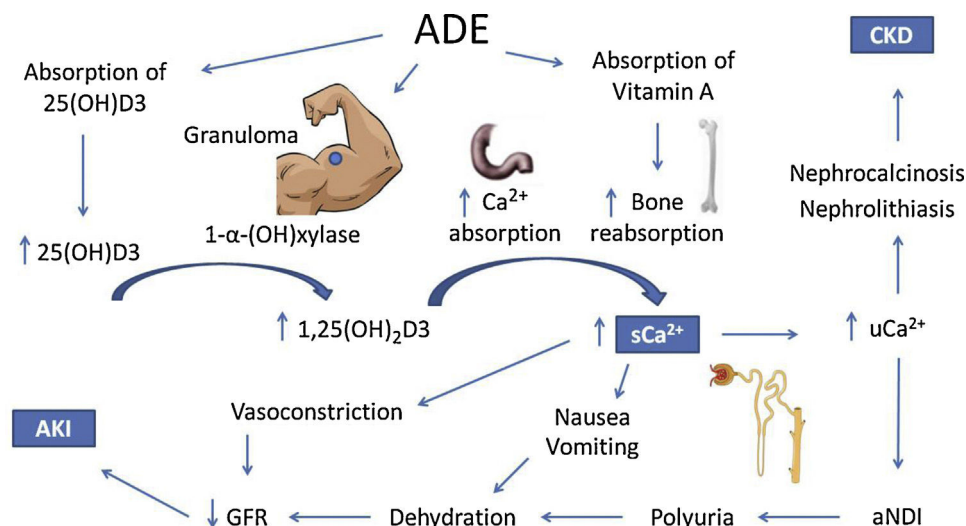 ADE
CKD
Absorption of
25(OH)D3
Absorption of
Vitamin A
Granuloma
↑ Ca²⁺
absorption
↑ Bone
reabsorption
Nephrocalcinosis
Nephrolithiasis
↑ 25(OH)D3
1-α-(OH)xylase
↑ 1,25(OH)₂D3
↑ sCa²⁺
↑ uCa²⁺
Vasoconstriction
Nausea
Vomiting
AKI
↓ GFR
Dehydration
Polyuria
aNDI